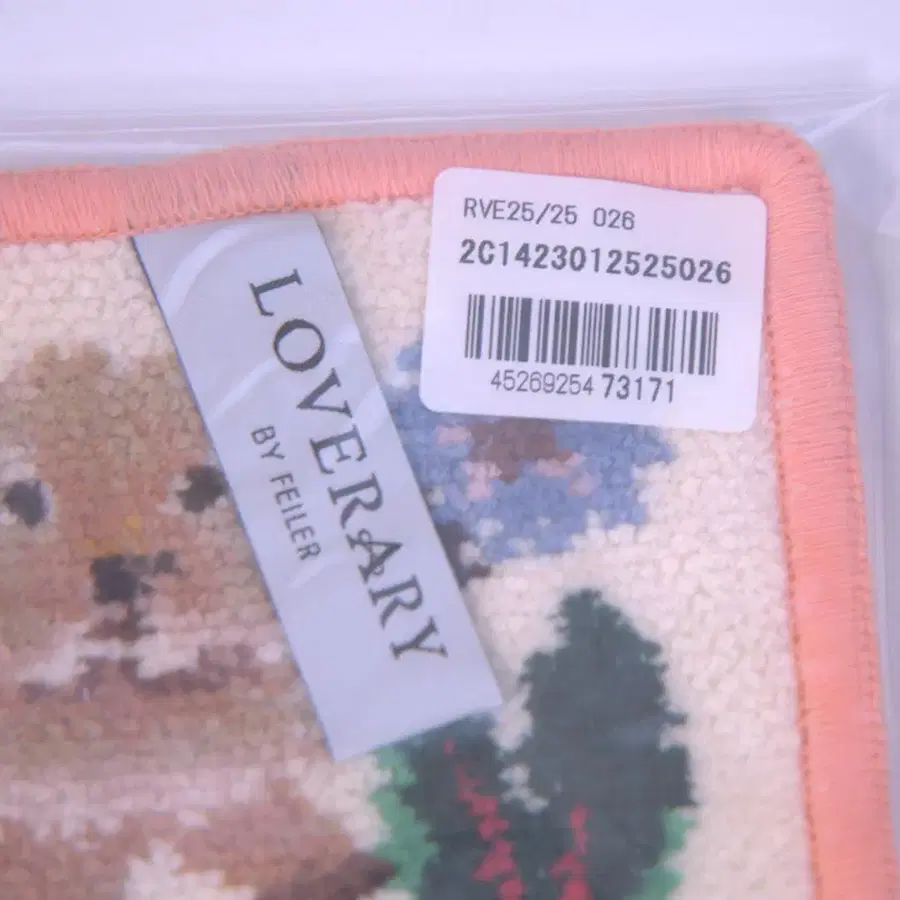 RVE25/25 026
2C1423012525026
45269254 73171
LOVERARY
BY FEILER